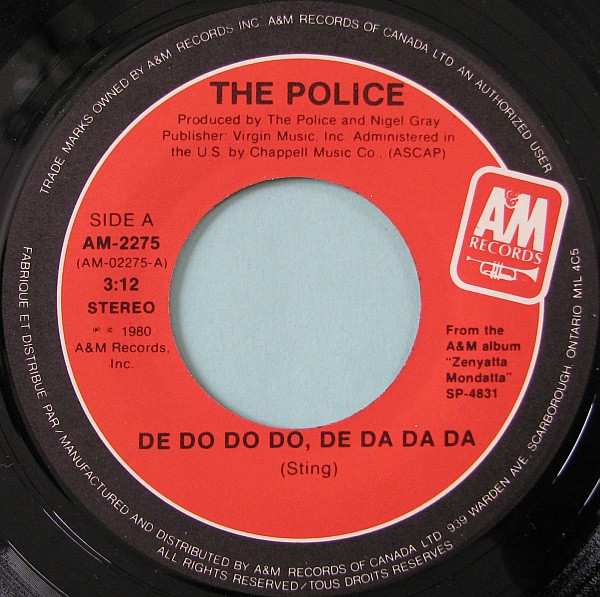 TRADE MARKS OWNED BY A&M RECORDS INC. A&M RECORDS OF CANADA LTD AN AUTHORIZED USER
THE POLICE
Produced by The Police and Nigel Gray
Publisher: Virgin Music, Inc. Administered in
the U.S. by Chappell Music Co., (ASCAP)
SIDE A
AM-2275
(AM-02275-A)
3:12
STEREO
℗ © 1980
A&M Records,
Inc.
A&M
RECORDS
From the
A&M album
"Zenyatta
Mondatta"
SP-4831
DE DO DO DO, DE DA DA DA
(Sting)
FABRIQUE ET DISTRIBUE PAR/MANUFACTURED AND DISTRIBUTED BY A&M RECORDS OF CANADA LTD. 939 WARDEN AVE. SCARBOROUGH, ONTARIO M1L 4C5
ALL RIGHTS RESERVED/TOUS DROITS RESERVES